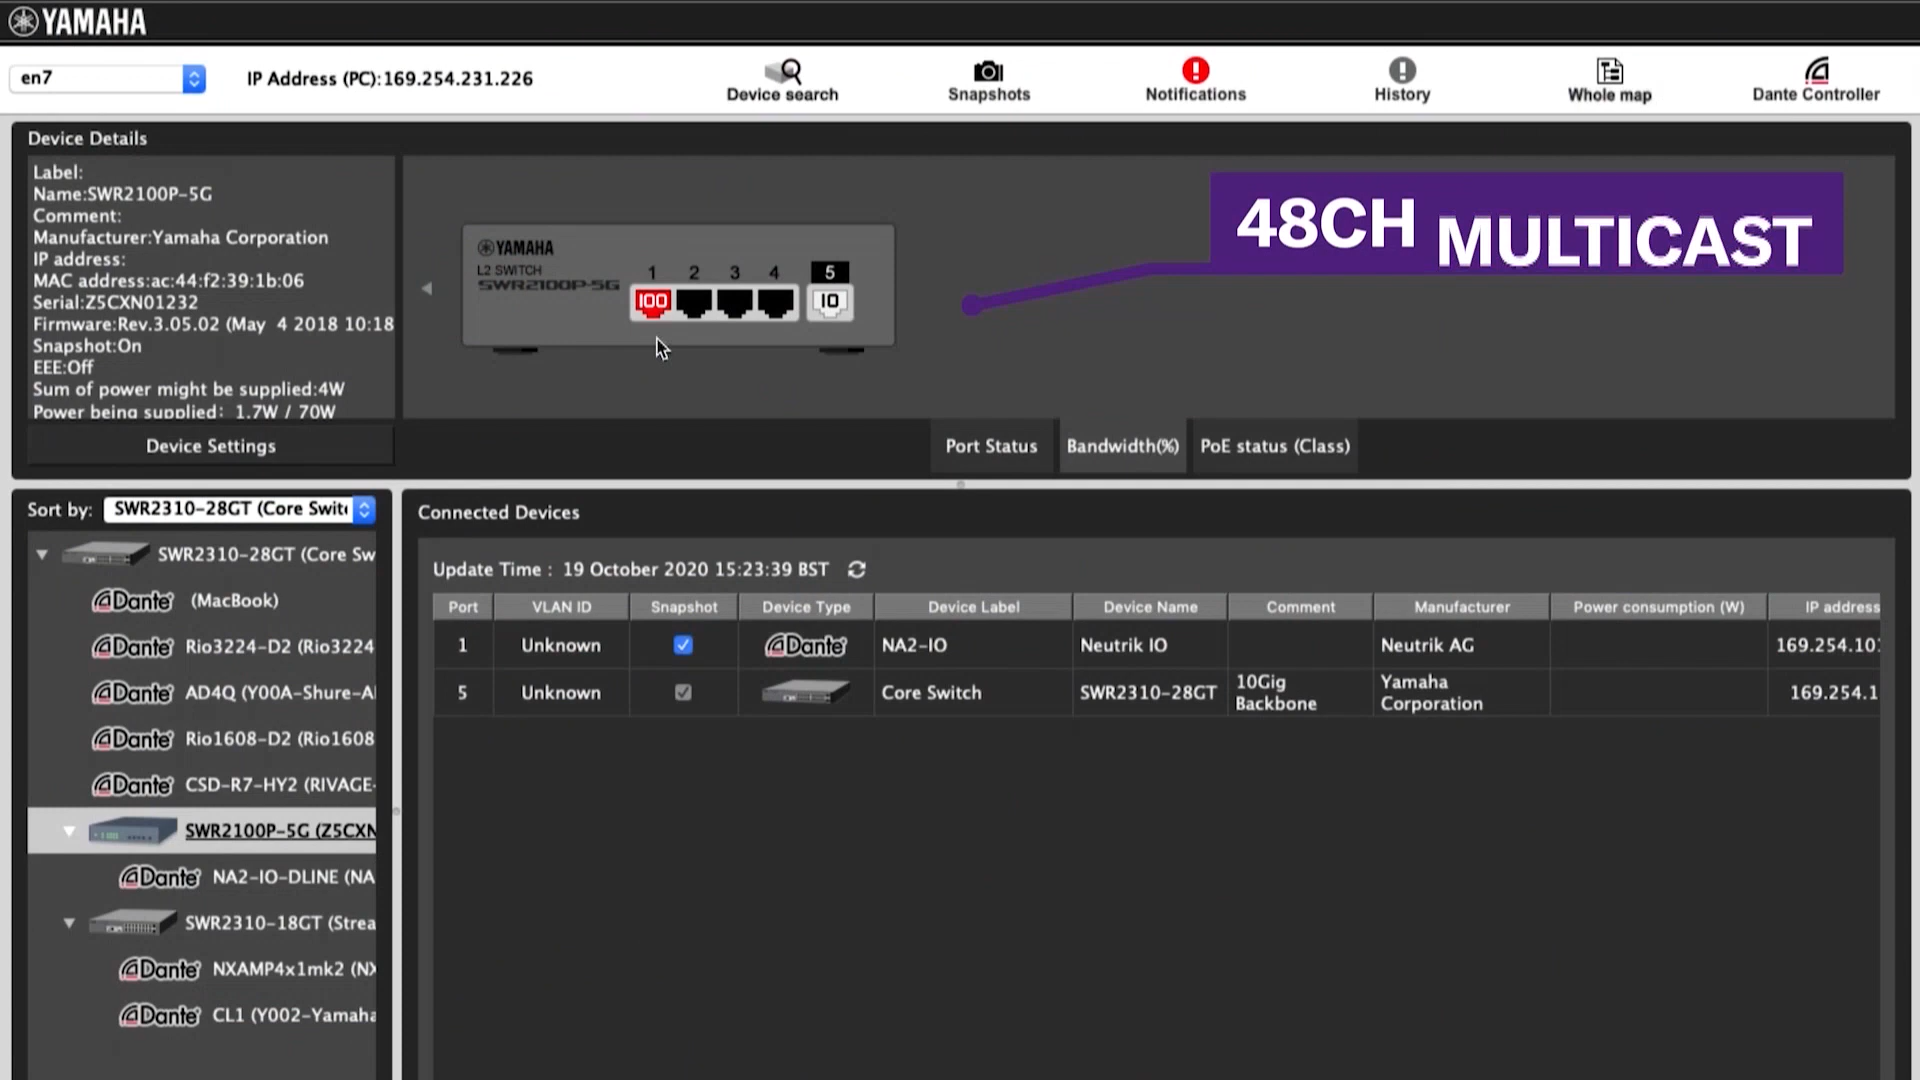 YAMAHA
en7
IP Address (PC):169.254.231.226
Device search
Snapshots
Notifications
History
Whole map
Dante Controller
Device Details
Label:
Name:SWR2100P-5G
Comment:
Manufacturer:Yamaha Corporation
IP address:
MAC address:ac:44:f2:39:1b:06
Serial:Z5CXN01232
Firmware:Rev.3.05.02 (May 4 2018 10:18
Snapshot:On
EEE:Off
Sum of power might be supplied:4W
Power being supplied: 1.7W / 70W
Device Settings
YAMAHA
L2 SWITCH
SWR2100P-5G
1 2 3 4 5
100 10
48CH MULTICAST
Port Status
Bandwidth(%)
PoE status (Class)
Sort by: SWR2310-28GT (Core Swit
SWR2310-28GT (Core Sw
Dante (MacBook)
Dante Rio3224-D2 (Rio3224
Dante AD4Q (Y00A-Shure-A
Dante Rio1608-D2 (Rio1608
Dante CSD-R7-HY2 (RIVAGE-
SWR2100P-5G (Z5CXN
Dante NA2-IO-DLINE (NA
SWR2310-18GT (Strea
Dante NXAMP4x1mk2 (NX
Dante CL1 (Y002-Yamaha
Connected Devices
Update Time : 19 October 2020 15:23:39 BST
Port VLAN ID Snapshot Device Type Device Label Device Name Comment Manufacturer Power consumption (W) IP address
1 Unknown Dante NA2-IO Neutrik IO Neutrik AG 169.254.101
5 Unknown Core Switch SWR2310-28GT 10Gig Backbone Yamaha Corporation 169.254.1